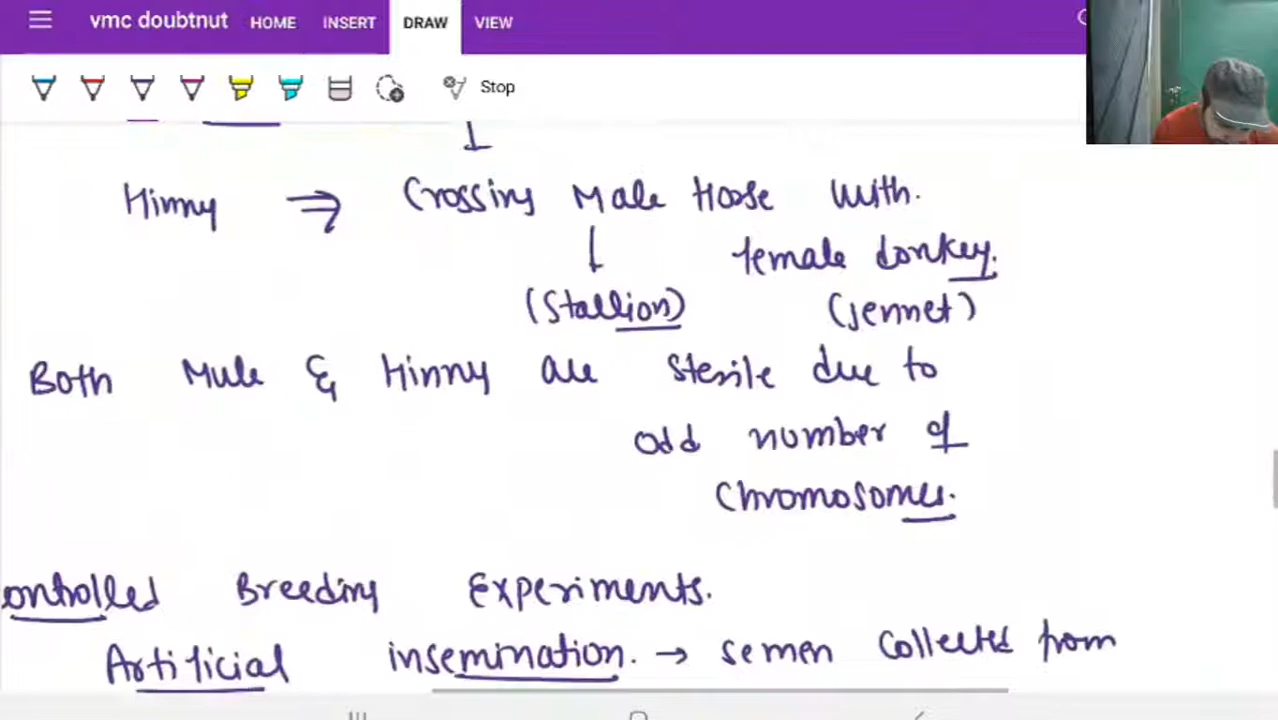 vmc doubtnut HOME INSERT DRAW VIEW
Stop
Hinny ⇒ Crossing Male Horse with.
female donkey.
(Stallion) (Jennet)
Both Mule & Hinny are Sterile due to
odd number of
Chromosomes.
ontrolled Breeding Experiments.
Artificial insemination. → semen collected from